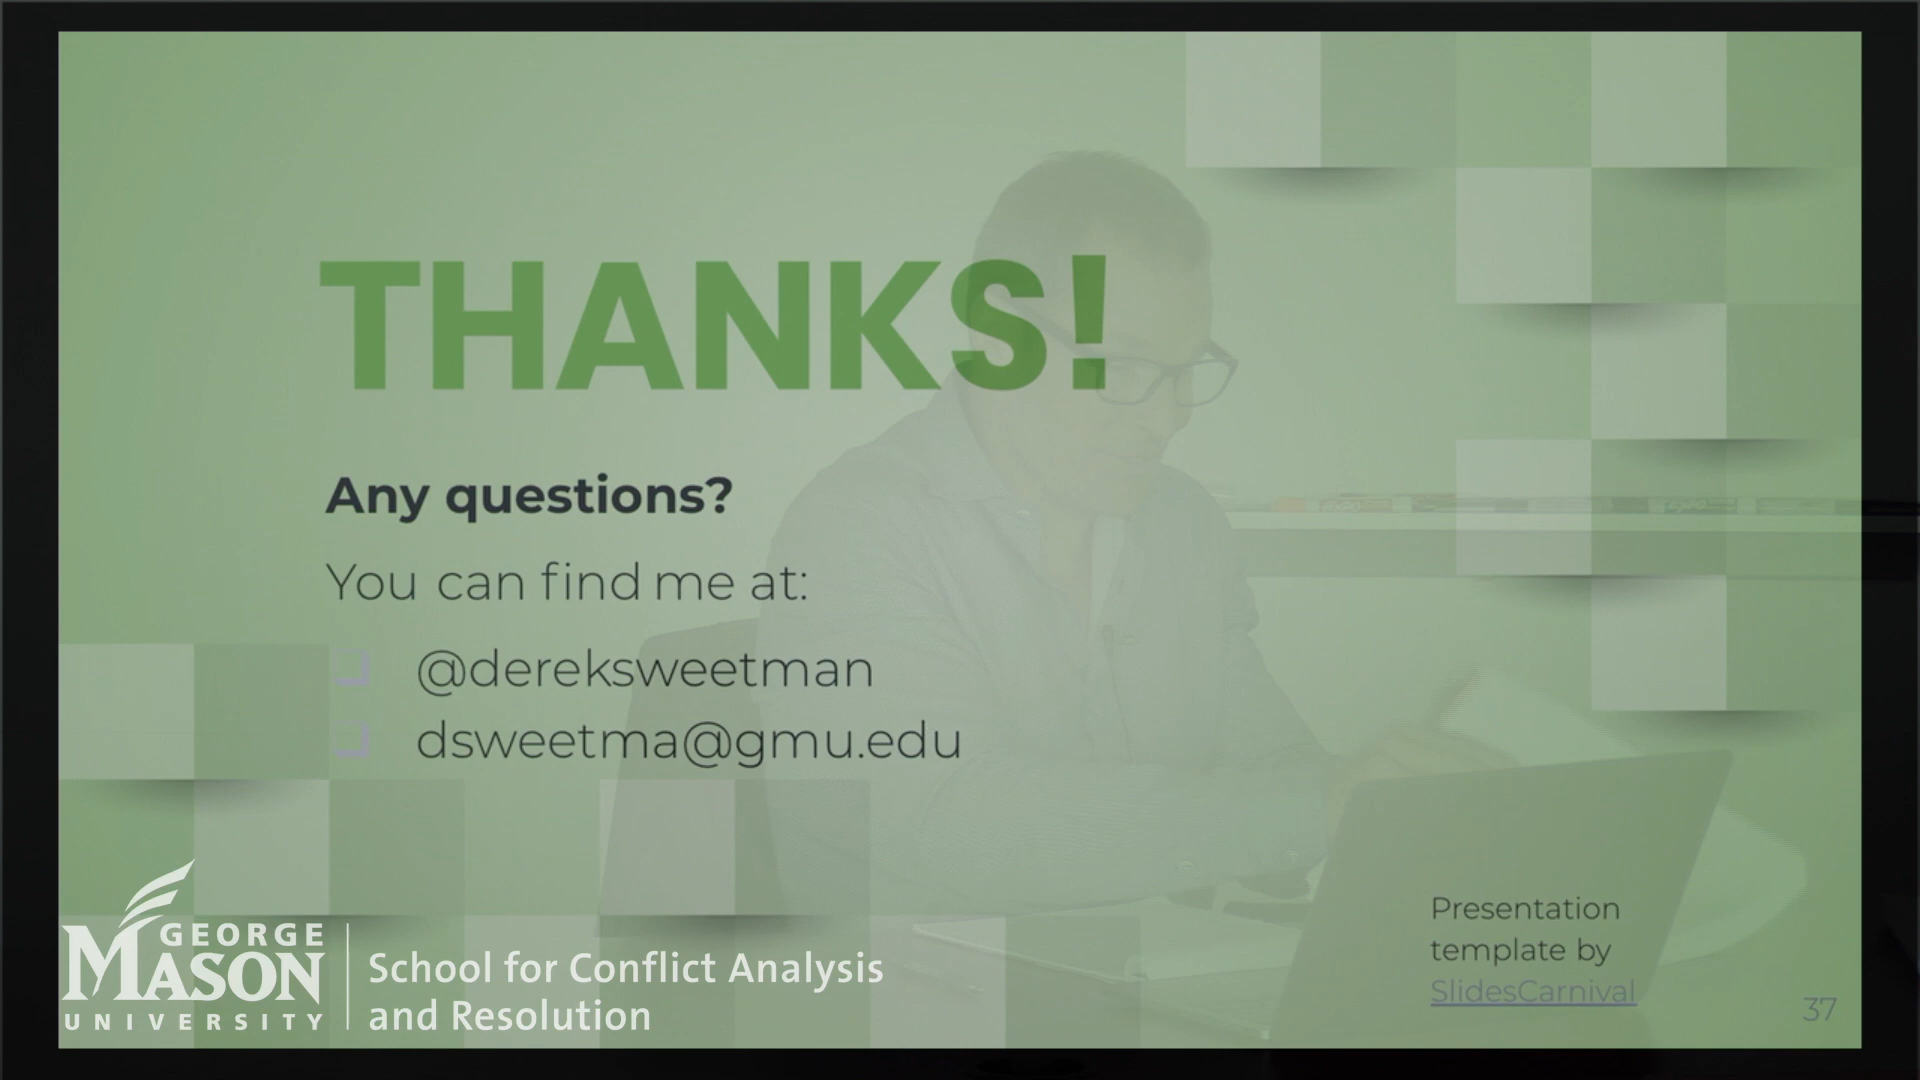 THANKS!
Any questions?
You can find me at:
@dereksweetman
dsweetma@gmu.edu
GEORGE
MASON
UNIVERSITY
School for Conflict Analysis
and Resolution
Presentation
template by
SlidesCarnival
37